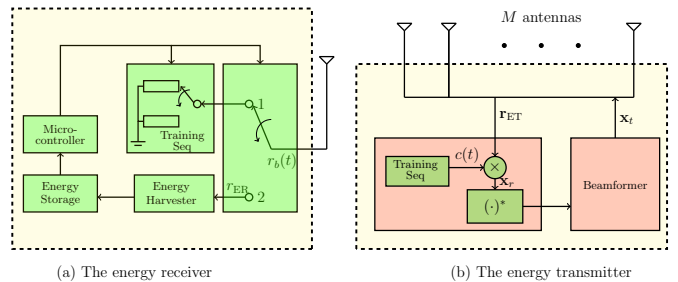 1
Training
Seq
Micro-
controller
r_b(t)
Energy
Storage
Energy
Harvester
r_ER
2
(a) The energy receiver
M antennas
r_ET
x_t
Training
Seq
c(t)
×
x_r
(·)*
Beamformer
(b) The energy transmitter